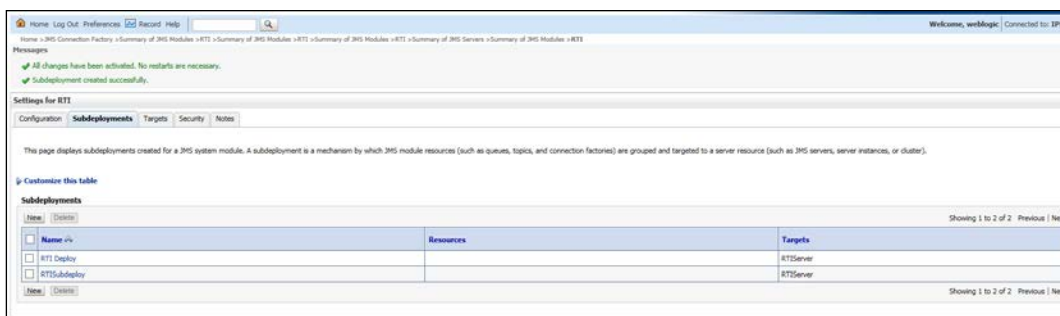 Home Log Out Preferences Record Help
Welcome, weblogic Connected to: IP
Home >JMS Connection Factory >Summary of JMS Modules >RTI >Summary of JMS Modules >RTI >Summary of JMS Modules >RTI >Summary of JMS Servers >Summary of JMS Modules >RTI
Messages
All changes have been activated. No restarts are necessary.
Subdeployment created successfully.
Settings for RTI
Configuration Subdeployments Targets Security Notes
This page displays subdeployments created for a JMS system module. A subdeployment is a mechanism by which JMS module resources (such as queues, topics, and connection factories) are grouped and targeted to a server resource (such as JMS servers, server instances, or cluster).
Customize this table
Subdeployments
New Delete Showing 1 to 2 of 2 Previous | Ne
Name Resources Targets
RTI Deploy RTIServer
RTISubdeploy RTIServer
New Delete Showing 1 to 2 of 2 Previous | Ne